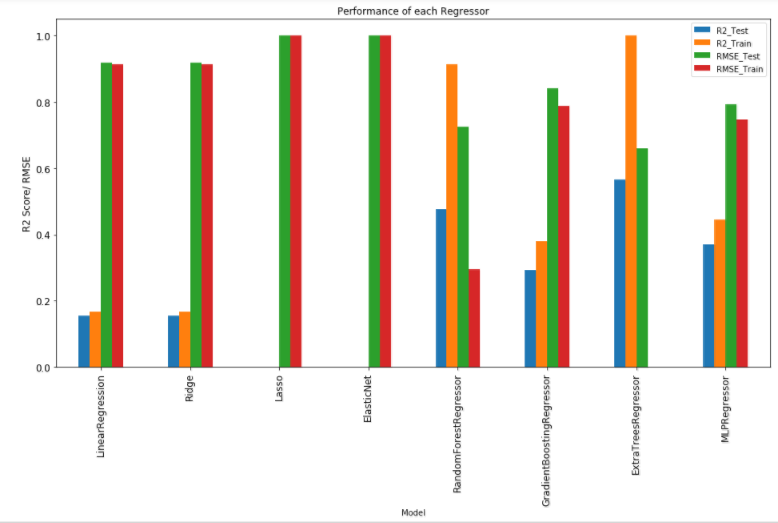 Performance of each Regressor
R2_Test
R2_Train
RMSE_Test
RMSE_Train
R2 Score/ RMSE
1.0
0.8
0.6
0.4
0.2
0.0
LinearRegression
Ridge
Lasso
ElasticNet
RandomForestRegressor
GradientBoostingRegressor
ExtraTreesRegressor
MLPRegressor
Model